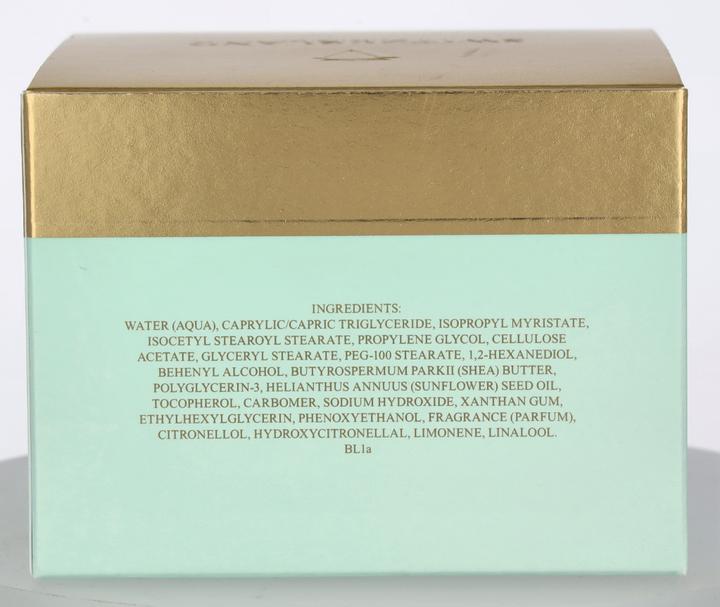 INGREDIENTS:
WATER (AQUA), CAPRYLIC/CAPRIC TRIGLYCERIDE, ISOPROPYL MYRISTATE,
ISOCETYL STEAROYL STEARATE, PROPYLENE GLYCOL, CELLULOSE
ACETATE, GLYCERYL STEARATE, PEG-100 STEARATE, 1,2-HEXANEDIOL,
BEHENYL ALCOHOL, BUTYROSPERMUM PARKII (SHEA) BUTTER,
POLYGLYCERIN-3, HELIANTHUS ANNUUS (SUNFLOWER) SEED OIL,
TOCOPHEROL, CARBOMER, SODIUM HYDROXIDE, XANTHAN GUM,
ETHYLHEXYLGLYCERIN, PHENOXYETHANOL, FRAGRANCE (PARFUM),
CITRONELLOL, HYDROXYCITRONELLAL, LIMONENE, LINALOOL.
BL1a